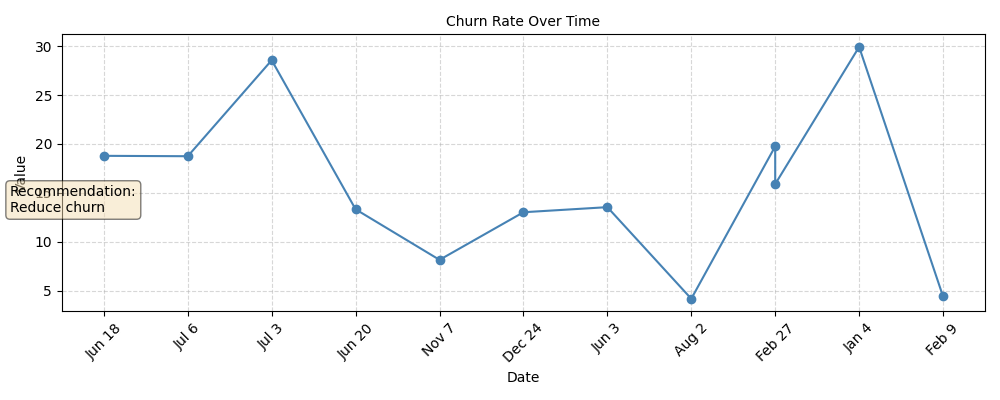 Churn Rate Over Time
30
25
20
15
10
5
Value
Recommendation:
Reduce churn
Jun 18
Jul 6
Jul 3
Jun 20
Nov 7
Dec 24
Jun 3
Aug 2
Feb 27
Jan 4
Feb 9
Date